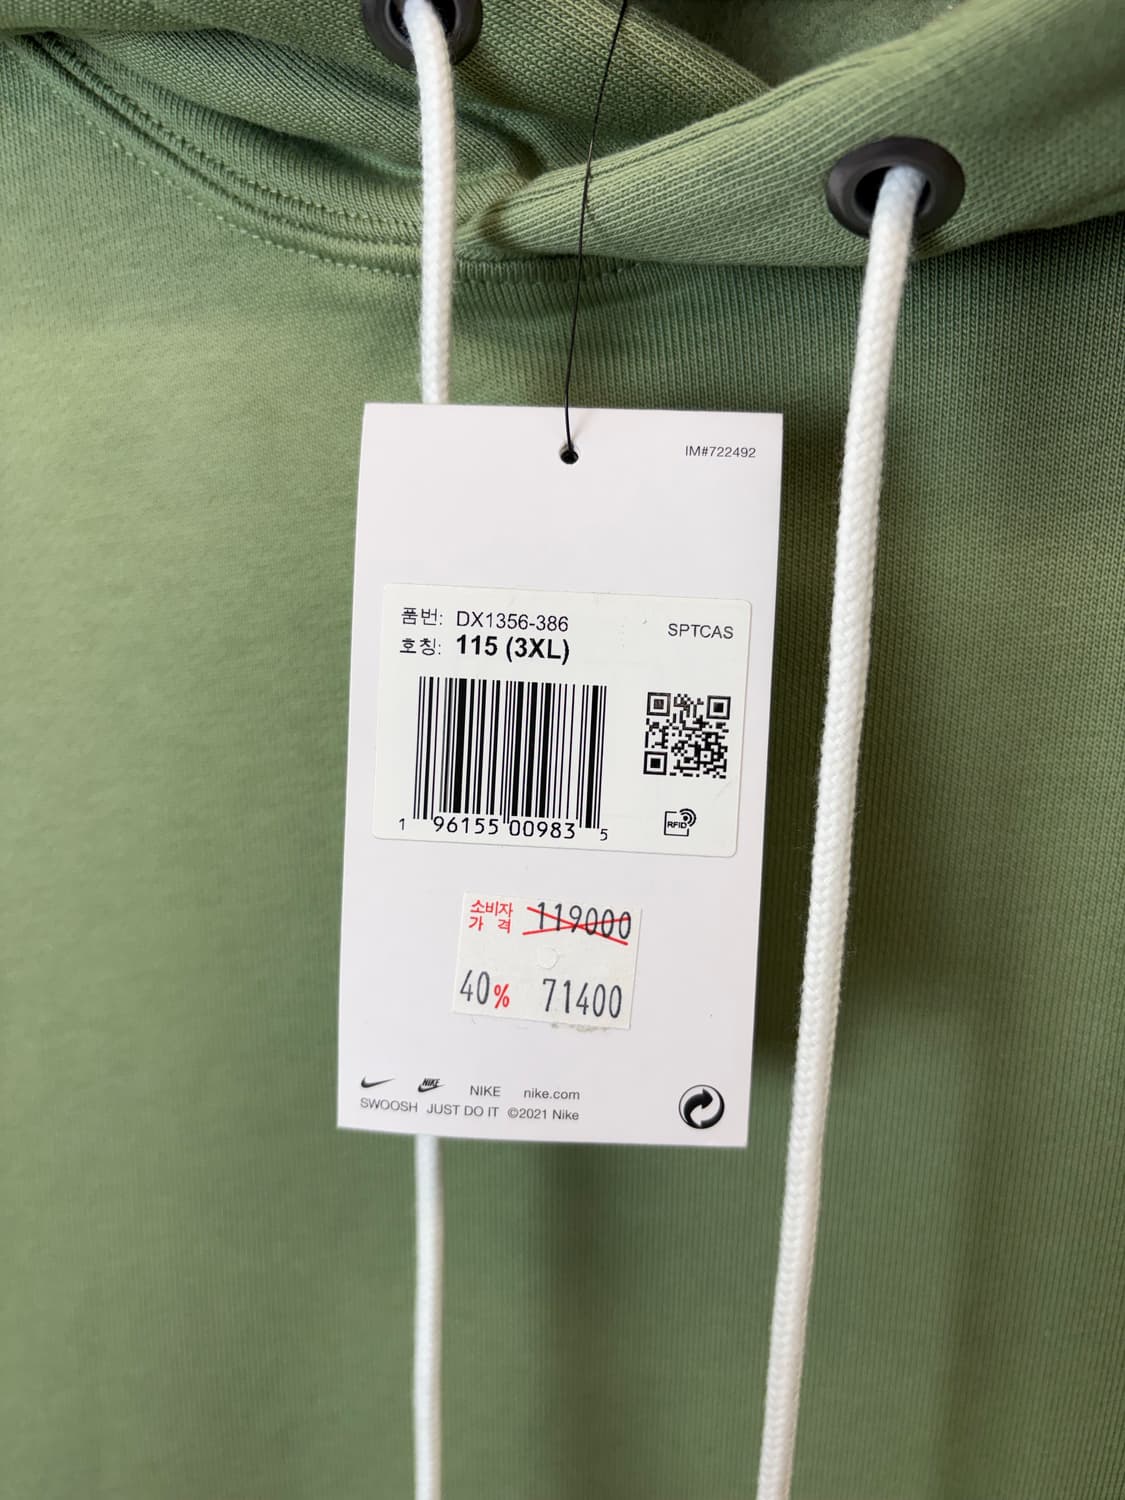 IM#722492
품번: DX1356-386
SPTCAS
호칭: 115 (3XL)
1 96155 00983 5
RFID
소비자
가 격 119000
40% 71400
NIKE NIKE nike.com
SWOOSH JUST DO IT ©2021 Nike